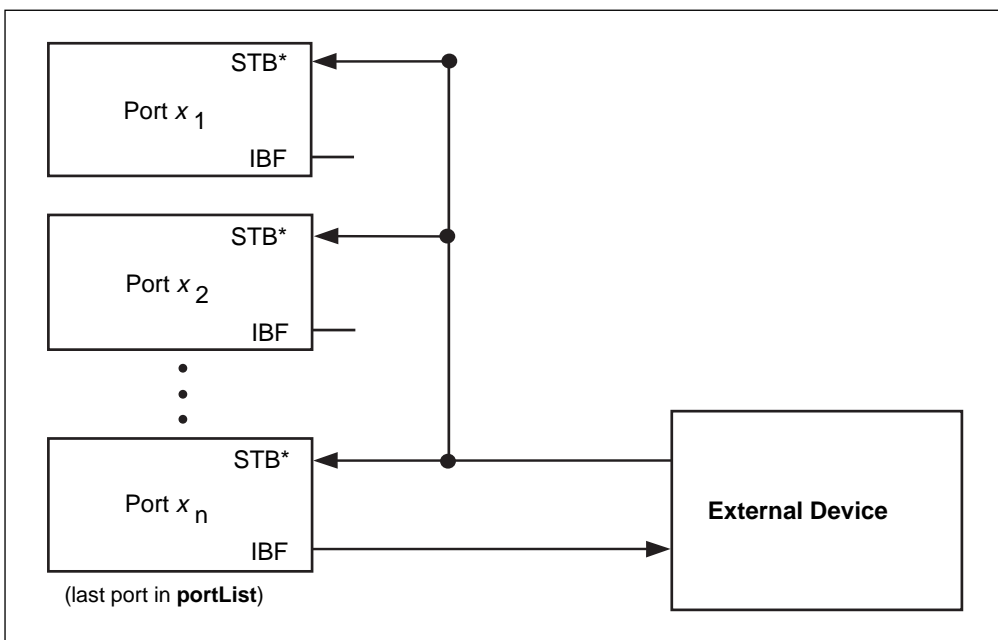 STB*
Port x 1
IBF
STB*
Port x 2
IBF
STB*
Port x n
IBF
(last port in portList)
External Device